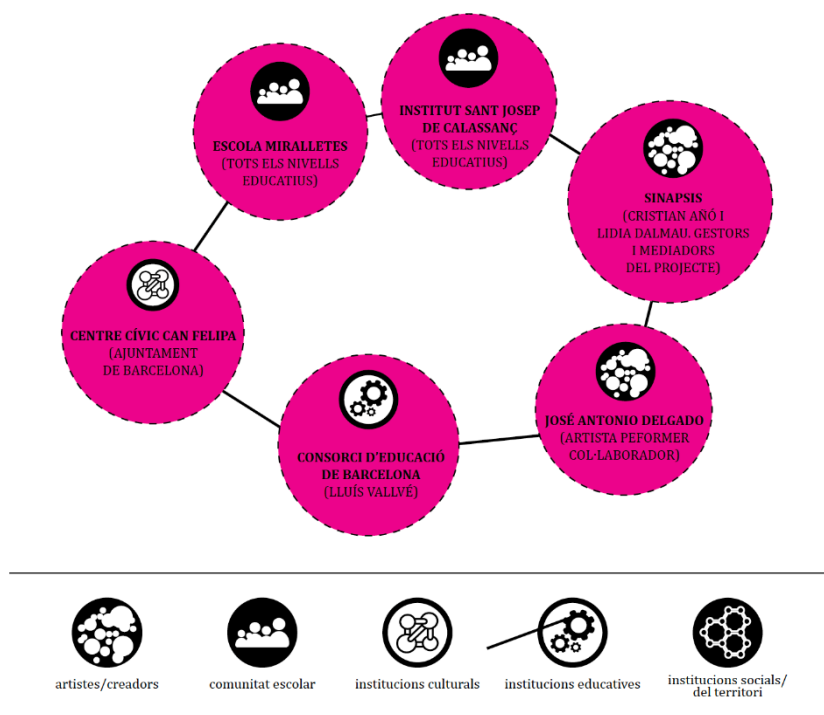 INSTITUT SANT JOSEP
DE CALASSANÇ
(TOTS ELS NIVELLS
EDUCATIUS)
ESCOLA MIRALLETES
(TOTS ELS NIVELLS
EDUCATIUS)
SINAPSIS
(CRISTIAN AÑÓ I
LIDIA DALMAU. GESTORS
I MEDIADORS
DEL PROJECTE)
CENTRE CÍVIC CAN FELIPA
(AJUNTAMENT
DE BARCELONA)
JOSÉ ANTONIO DELGADO
(ARTISTA PEFORMER
COL·LABORADOR)
CONSORCI D'EDUCACIÓ
DE BARCELONA
(LLUÍS VALLVÉ)
artistes/creadors
comunitat escolar
institucions culturals
institucions educatives
institucions socials/
del territori